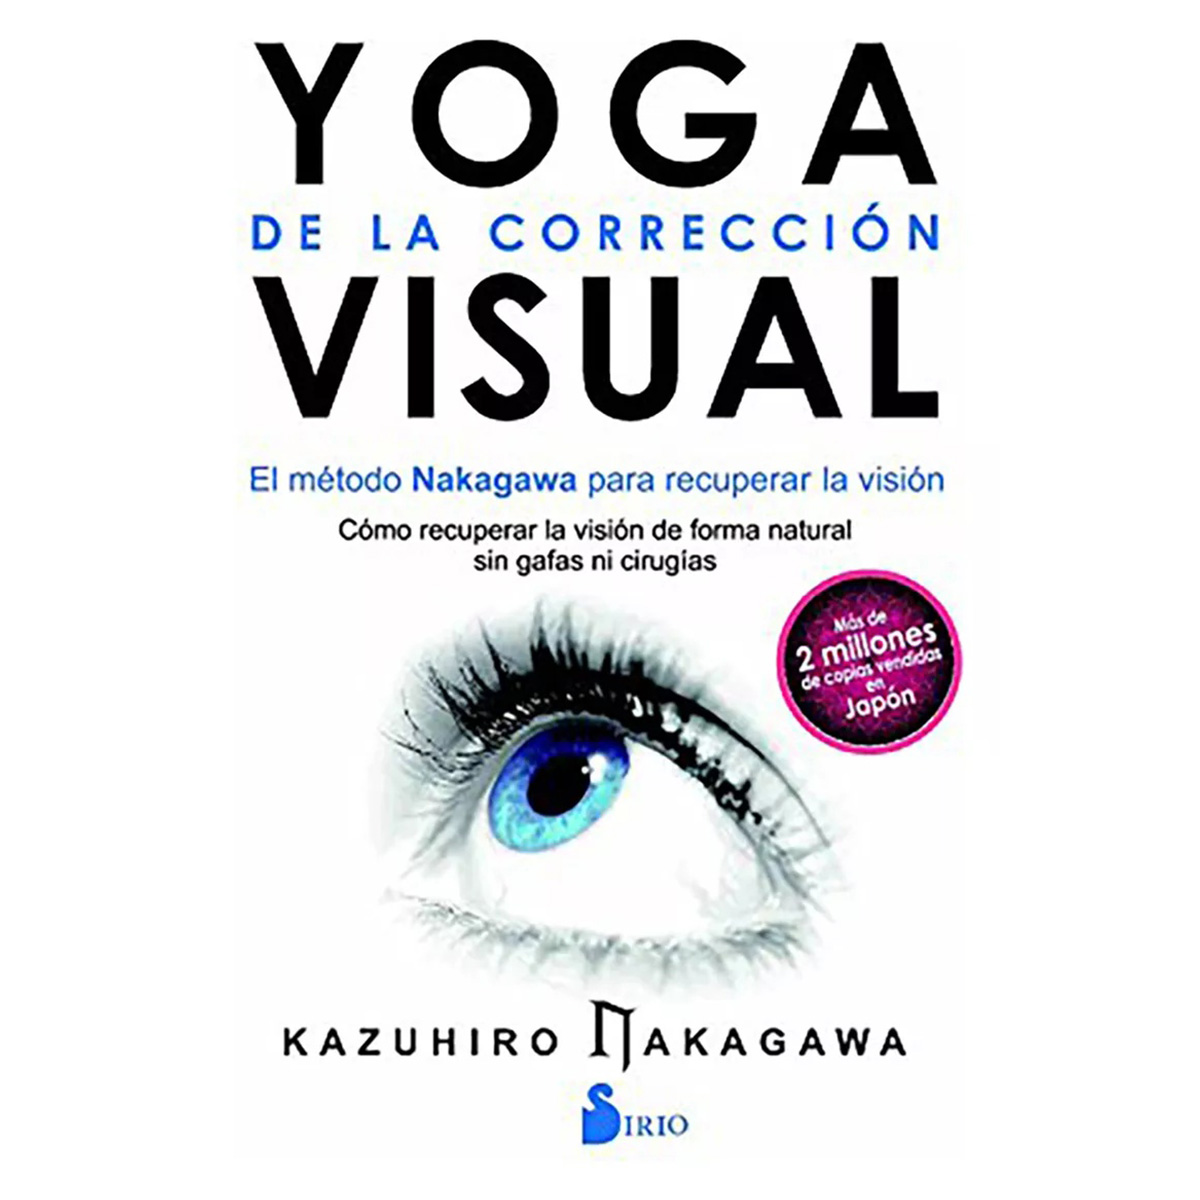 YOGA
DE LA CORRECCIÓN
VISUAL
El método Nakagawa para recuperar la visión
Cómo recuperar la visión de forma natural
sin gafas ni cirugías
Más de
2 millones
de copias vendidas
en
Japón
KAZUHIRO NAKAGAWA
SIRIO